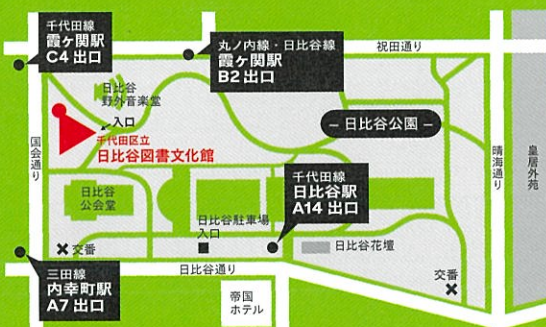 千代田線
霞ヶ関駅
C4 出口
丸ノ内線・日比谷線
霞ヶ関駅
B2 出口
祝田通り
日比谷
野外音楽堂
入口
千代田区立
日比谷図書文化館
日比谷公園
国会通り
晴海通り
皇居外苑
日比谷
公会堂
千代田線
日比谷駅
A14 出口
日比谷駐車場
入口
日比谷花壇
交番
交番
三田線
内幸町駅
A7 出口
日比谷通り
帝国
ホテル